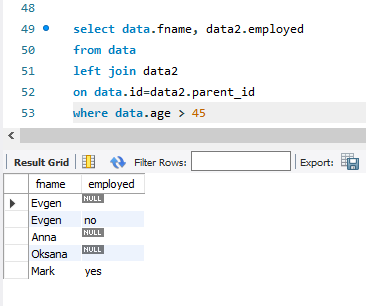 48
49 select data.fname, data2.employed
50 from data
51 left join data2
52 on data.id=data2.parent_id
53 where data.age > 45
Result Grid Filter Rows: Export:
fname employed
Evgen NULL
Evgen no
Anna NULL
Oksana NULL
Mark yes